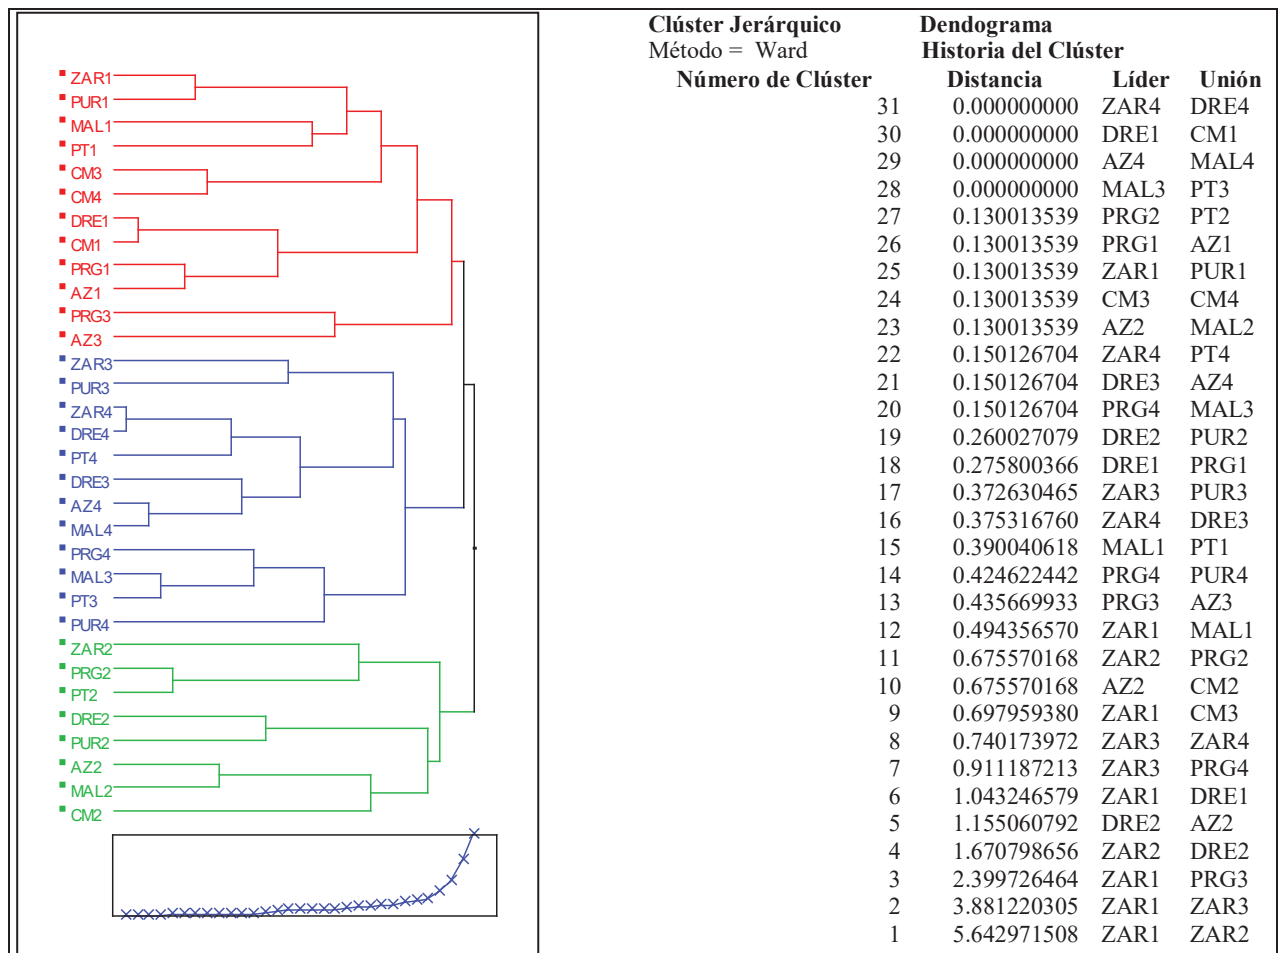 Clúster Jerárquico Dendograma
Método = Ward Historia del Clúster
Número de Clúster Distancia Líder Unión
31 0.000000000 ZAR4 DRE4
30 0.000000000 DRE1 CM1
29 0.000000000 AZ4 MAL4
28 0.000000000 MAL3 PT3
27 0.130013539 PRG2 PT2
26 0.130013539 PRG1 AZ1
25 0.130013539 ZAR1 PUR1
24 0.130013539 CM3 CM4
23 0.130013539 AZ2 MAL2
22 0.150126704 ZAR4 PT4
21 0.150126704 DRE3 AZ4
20 0.150126704 PRG4 MAL3
19 0.260027079 DRE2 PUR2
18 0.275800366 DRE1 PRG1
17 0.372630465 ZAR3 PUR3
16 0.375316760 ZAR4 DRE3
15 0.390040618 MAL1 PT1
14 0.424622442 PRG4 PUR4
13 0.435669933 PRG3 AZ3
12 0.494356570 ZAR1 MAL1
11 0.675570168 ZAR2 PRG2
10 0.675570168 AZ2 CM2
9 0.697959380 ZAR1 CM3
8 0.740173972 ZAR3 ZAR4
7 0.911187213 ZAR3 PRG4
6 1.043246579 ZAR1 DRE1
5 1.155060792 DRE2 AZ2
4 1.670798656 ZAR2 DRE2
3 2.399726464 ZAR1 PRG3
2 3.881220305 ZAR1 ZAR3
1 5.642971508 ZAR1 ZAR2
ZAR1
PUR1
MAL1
PT1
CM3
CM4
DRE1
CM1
PRG1
AZ1
PRG3
AZ3
ZAR3
PUR3
ZAR4
DRE4
PT4
DRE3
AZ4
MAL4
PRG4
MAL3
PT3
PUR4
ZAR2
PRG2
PT2
DRE2
PUR2
AZ2
MAL2
CM2